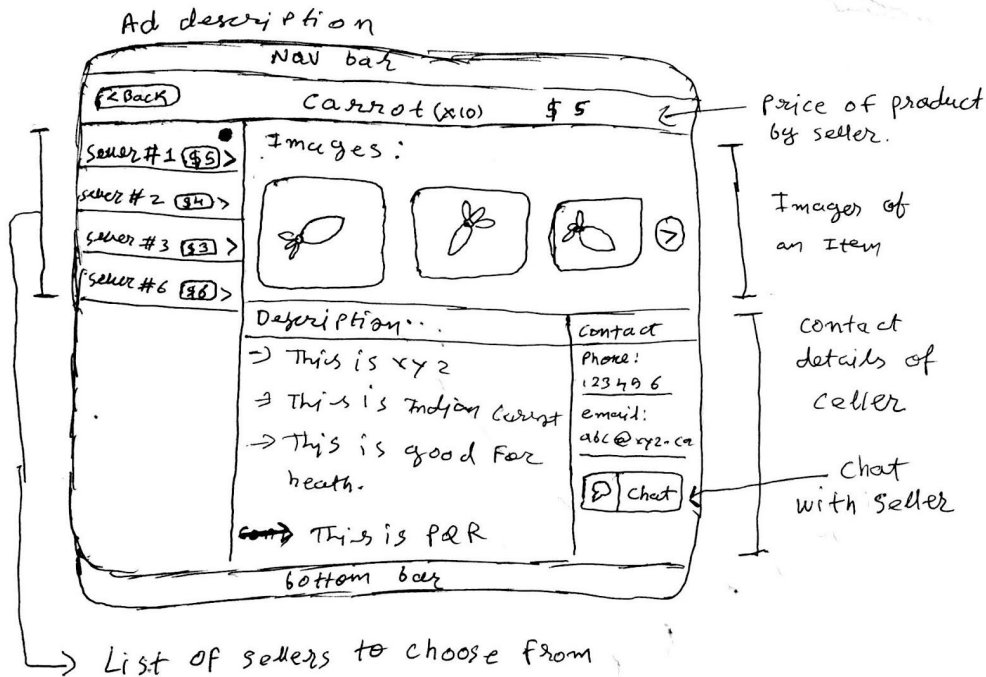 Ad description
Nav bar
< Back
Carrot (x10) $ 5
Price of product
by seller.
Seller #1 $5 >
Seller #2 $4 >
Seller #3 $3 >
Seller #6 $6 >
Images:
>
Images of
an Item
Description...
→ This is xyz
→ This is Indian Carrot
→ This is good For
heath.
→ This is PQR
Contact
Phone:
123496
email:
abc@xyz.ca
Chat
contact
details of
celler
Chat
with Seller
bottom bar
List of sellers to choose from